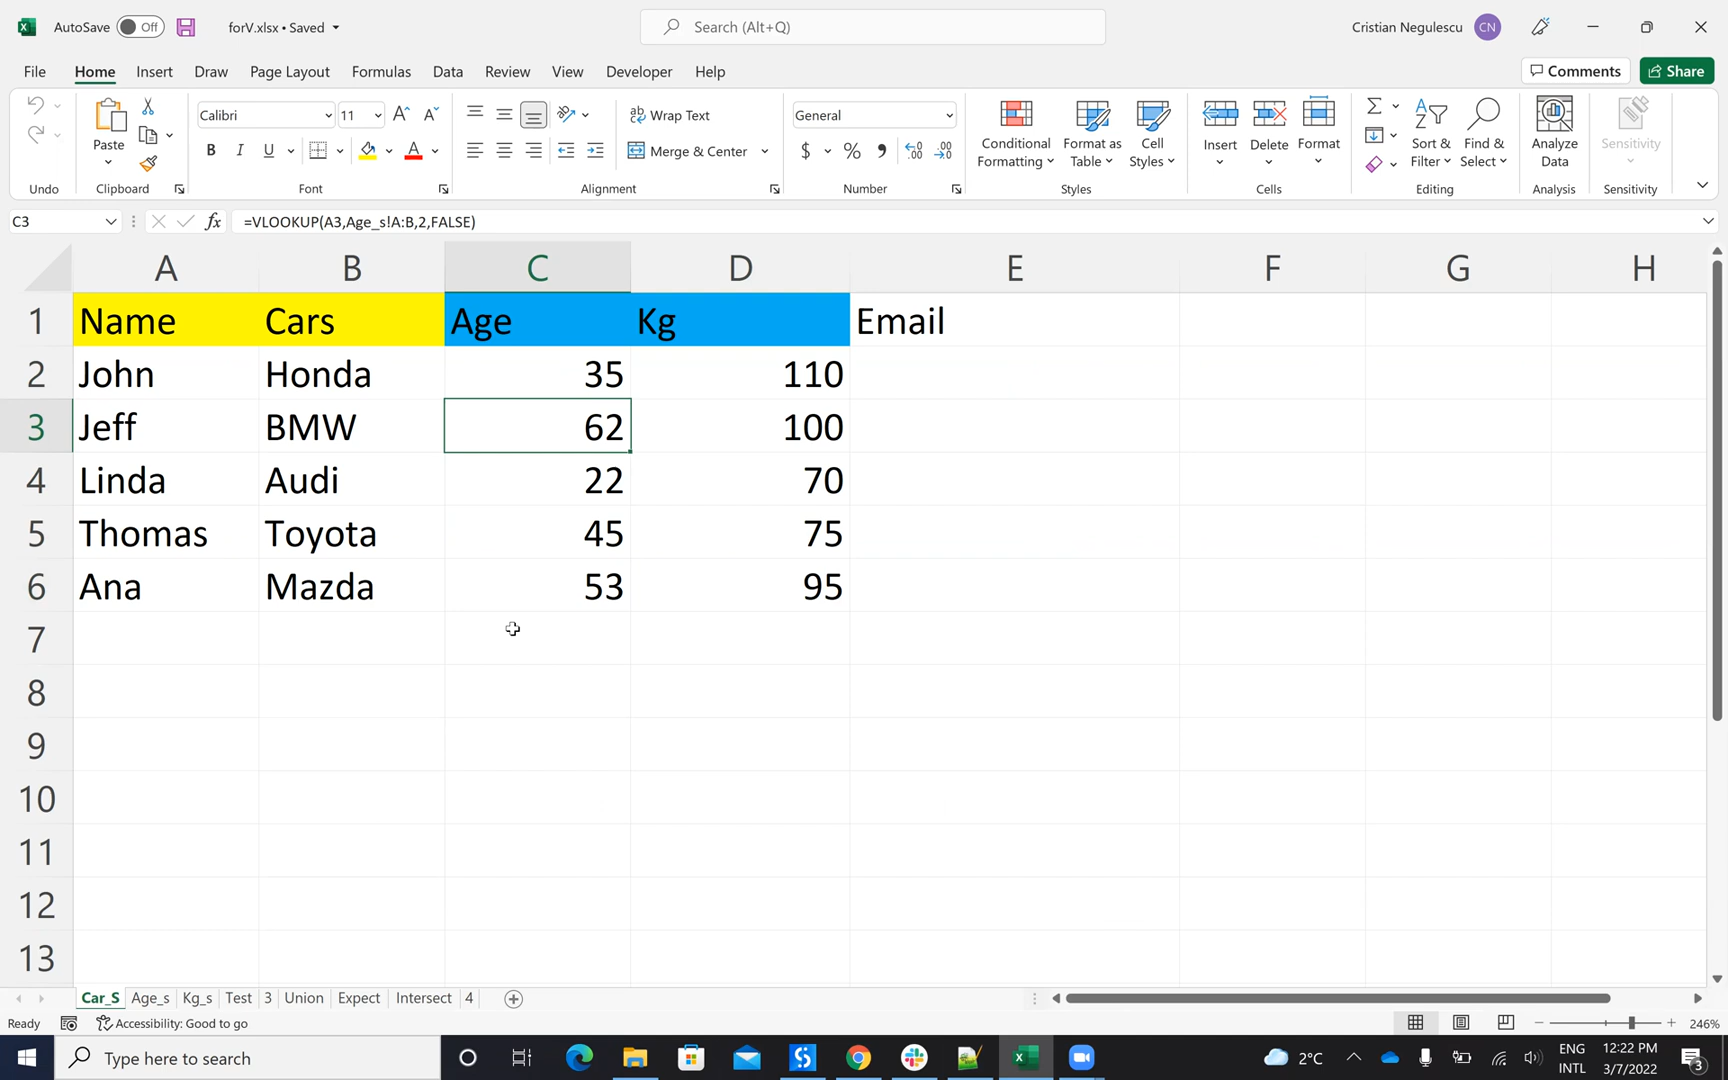 AutoSave Off forV.xlsx • Saved Search (Alt+Q) Cristian Negulescu CN
File Home Insert Draw Page Layout Formulas Data Review View Developer Help Comments Share
Calibri 11 Wrap Text General
Paste B I U A Merge & Center $ % Conditional Formatting Format as Table Cell Styles Insert Delete Format Sort & Filter Find & Select Analyze Data Sensitivity
Undo Clipboard Font Alignment Number Styles Cells Editing Analysis Sensitivity
C3 fx =VLOOKUP(A3,Age_s!A:B,2,FALSE)
A B C D E F G H
1 Name Cars Age Kg Email
2 John Honda 35 110
3 Jeff BMW 62 100
4 Linda Audi 22 70
5 Thomas Toyota 45 75
6 Ana Mazda 53 95
7
8
9
10
11
12
13
Car_S Age_s Kg_s Test 3 Union Expect Intersect 4
Ready Accessibility: Good to go 246%
Type here to search 2°C ENG INTL 12:22 PM 3/7/2022 3